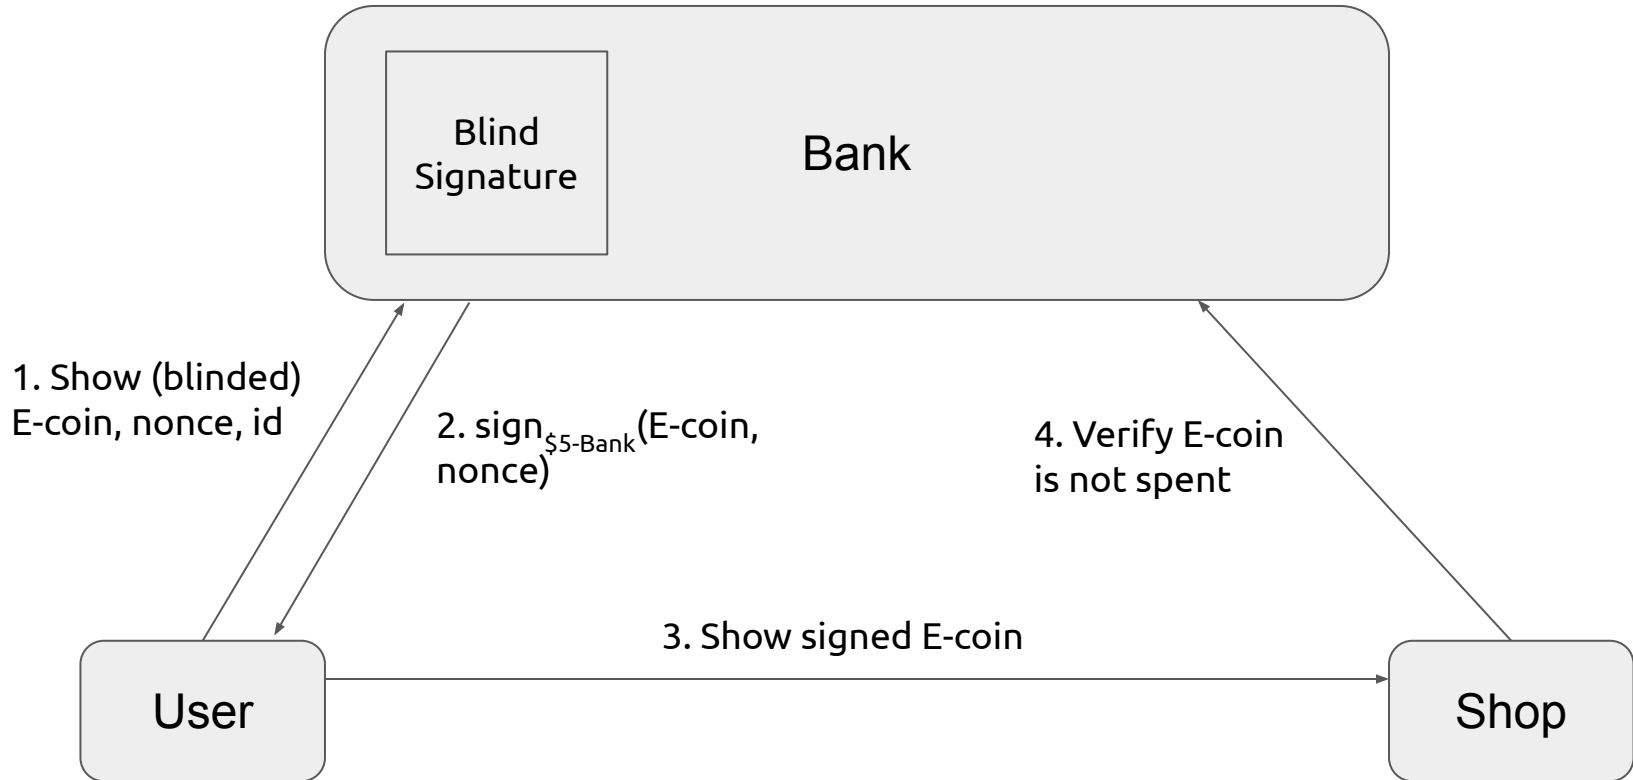 Blind
Signature
Bank
1. Show (blinded)
E-coin, nonce, id
2. sign$5-Bank(E-coin,
nonce)
4. Verify E-coin
is not spent
3. Show signed E-coin
User
Shop